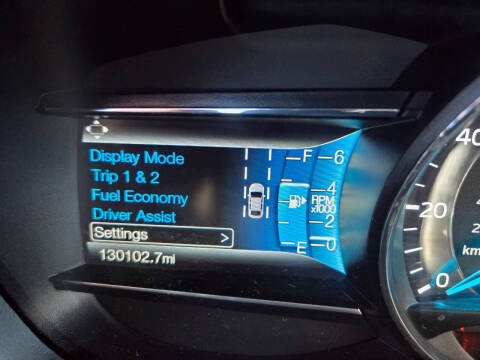 Display Mode
Trip 1 & 2
Fuel Economy
Driver Assist
Settings >
130102.7mi
F 6
4
RPM
x1000
2
E 0
40
20
0
km/